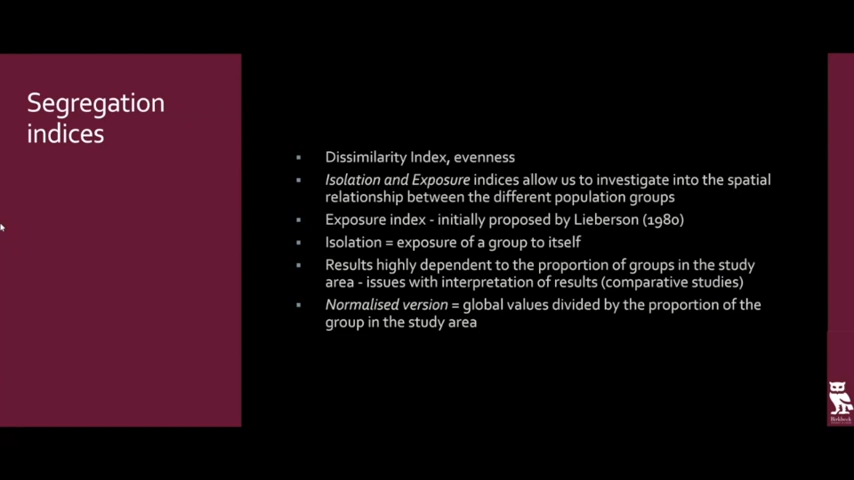 Segregation
indices
Dissimilarity Index, evenness
Isolation and Exposure indices allow us to investigate into the spatial
relationship between the different population groups
Exposure index - initially proposed by Lieberson (1980)
Isolation = exposure of a group to itself
Results highly dependent to the proportion of groups in the study
area - issues with interpretation of results (comparative studies)
Normalised version = global values divided by the proportion of the
group in the study area
Birkbeck